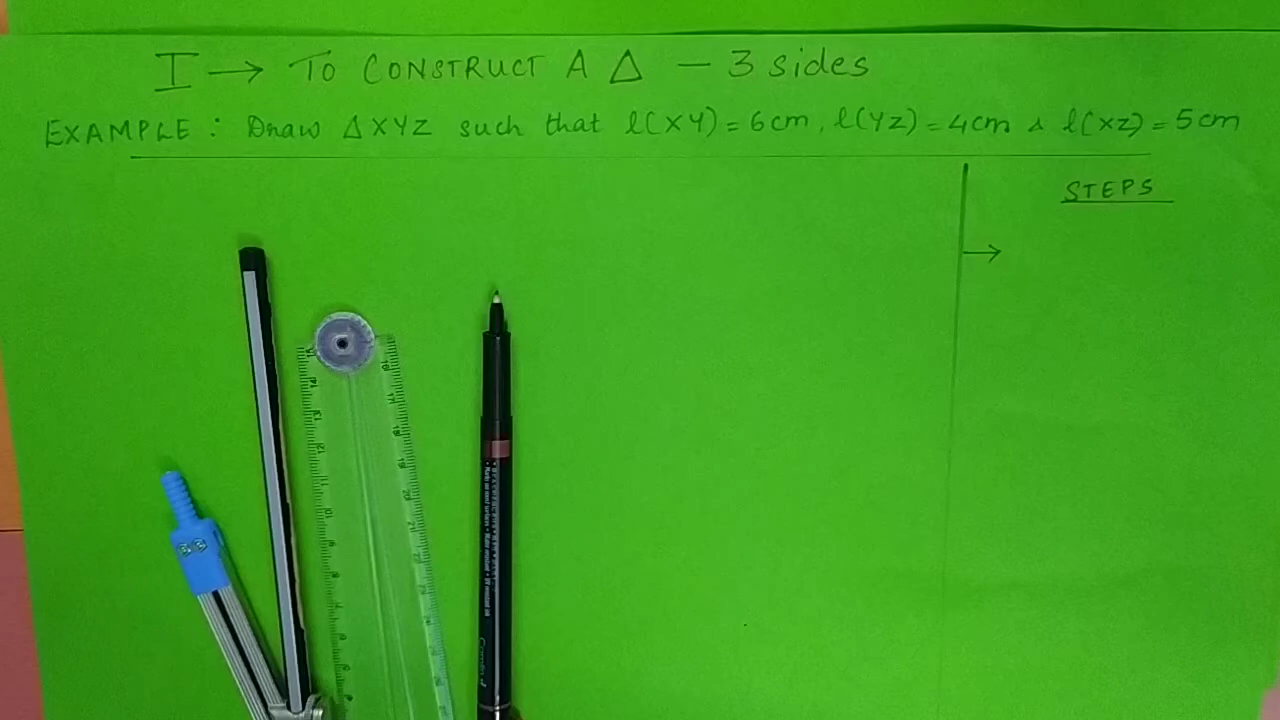 I → TO CONSTRUCT A Δ — 3 sides
EXAMPLE : Draw ΔXYZ such that l(XY) = 6cm, l(YZ) = 4cm & l(XZ) = 5cm
STEPS
→